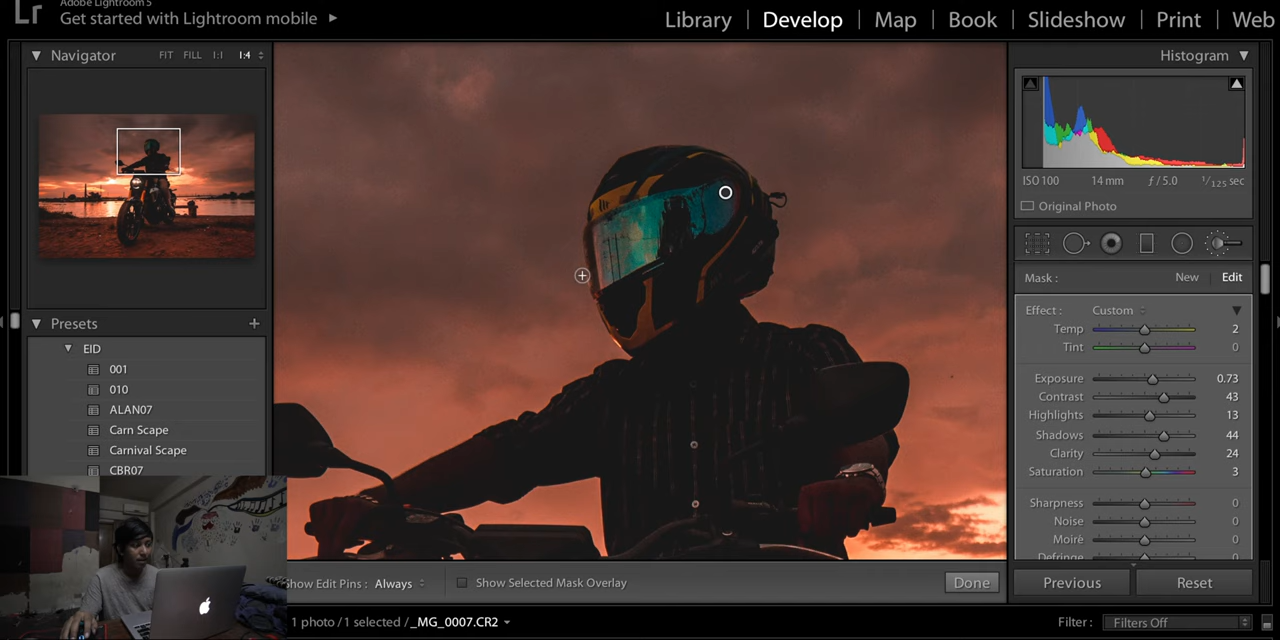 Lr
Adobe Lightroom 5
Get started with Lightroom mobile
Library | Develop | Map | Book | Slideshow | Print | Web
Navigator FIT FILL 1:1 1:4
Presets +
EID
001
010
ALAN07
Carn Scape
Carnival Scape
CBR07
Show Edit Pins : Always Show Selected Mask Overlay Done
1 photo / 1 selected / _MG_0007.CR2
Histogram
ISO 100 14 mm ƒ / 5.0 1/125 sec
Original Photo
Mask : New | Edit
Effect : Custom
Temp 2
Tint 0
Exposure 0.73
Contrast 43
Highlights 13
Shadows 44
Clarity 24
Saturation 3
Sharpness 0
Noise 0
Moiré 0
Defringe
Previous Reset
Filter : Filters Off